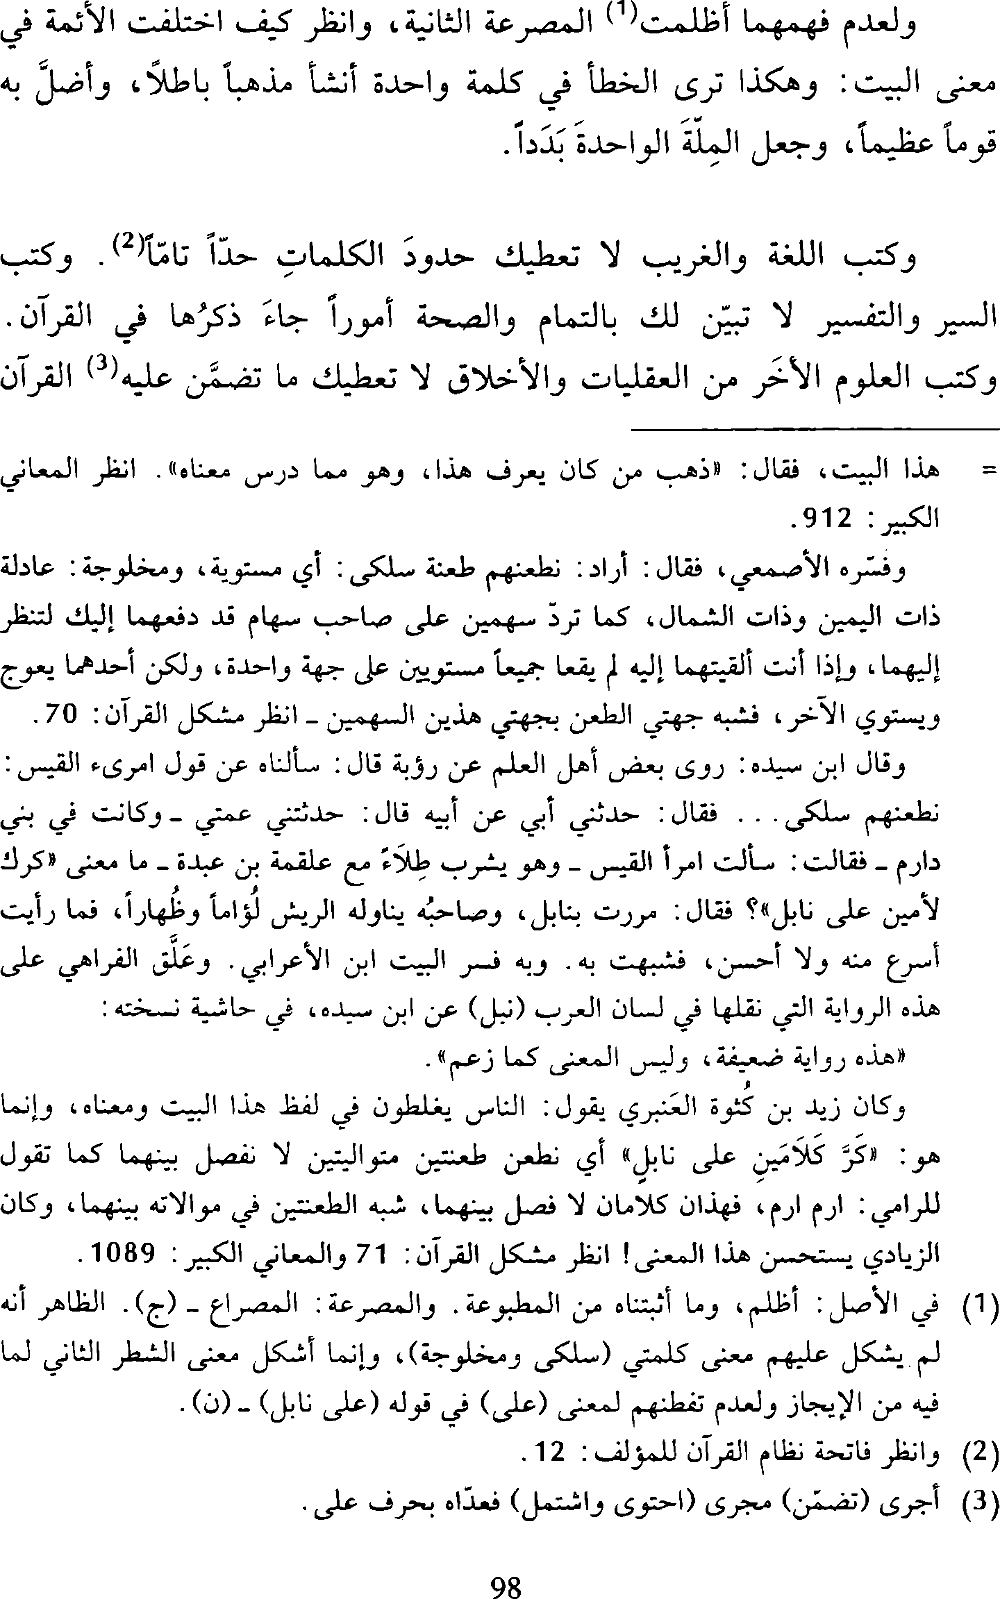 ولعدم فهمهما أظلمت(1) المصرعة الثانية، وانظر كيف اختلفت الأئمة في
معنى البيت: وهكذا ترى الخطأ في كلمة واحدة أنشأ مذهباً باطلاً، وأضلَّ به
قوماً عظيماً، وجعل المِلّةَ الواحدةَ بَدَداً.
وكتب اللغة والغريب لا تعطيك حدودَ الكلماتِ حدّاً تامّاً(2). وكتب
السير والتفسير لا تبيّن لك بالتمام والصحة أموراً جاءَ ذكرُها في القرآن.
وكتب العلوم الأخَر من العقليات والأخلاق لا تعطيك ما تضمَّن عليه(3) القرآن
= هذا البيت، فقال: «ذهب من كان يعرف هذا، وهو مما درس معناه». انظر المعاني
الكبير: 912.
وفسّره الأصمعي، فقال: أراد: نطعنهم طعنة سلكى: أي مستوية، ومخلوجة: عادلة
ذات اليمين وذات الشمال، كما تردّ سهمين على صاحب سهام قد دفعهما إليك لتنظر
إليهما، وإذا أنت ألقيتهما إليه لم يقعا جميعاً مستويين على جهة واحدة، ولكن أحدهما يعوج
ويستوي الآخر، فشبه جهتي الطعن بجهتي هذين السهمين - انظر مشكل القرآن: 70.
وقال ابن سيده: روى بعض أهل العلم عن رؤبة قال: سألناه عن قول امرىء القيس:
نطعنهم سلكى... فقال: حدثني أبي عن أبيه قال: حدثتني عمتي - وكانت في بني
دارم - فقالت: سألت امرأ القيس - وهو يشرب طِلَاءً مع علقمة بن عبدة - ما معنى «كرك
لأمين على نابل»؟ فقال: مررت بنابل، وصاحبُه يناوله الريش لُؤاماً وظُهاراً، فما رأيت
أسرع منه ولا أحسن، فشبهت به. وبه فسر البيت ابن الأعرابي. وعَلَّق الفراهي على
هذه الرواية التي نقلها في لسان العرب (نبل) عن ابن سيده، في حاشية نسخته:
«هذه رواية ضعيفة، وليس المعنى كما زعم».
وكان زيد بن كُثوة العَنبري يقول: الناس يغلطون في لفظ هذا البيت ومعناه، وإنما
هو: «كَرَّ كَلَامَينِ على نابلٍ» أي نطعن طعنتين متواليتين لا نفصل بينهما كما تقول
للرامي: ارم ارم، فهذان كلامان لا فصل بينهما، شبه الطعنتين في موالاته بينهما، وكان
الزيادي يستحسن هذا المعنى! انظر مشكل القرآن: 71 والمعاني الكبير: 1089.
(1) في الأصل: أظلم، وما أثبتناه من المطبوعة. والمصرعة: المصراع - (ج). الظاهر أنه
لم يشكل عليهم معنى كلمتي (سلكى ومخلوجة)، وإنما أشكل معنى الشطر الثاني لما
فيه من الإيجاز ولعدم تفطنهم لمعنى (على) في قوله (على نابل) - (ن).
(2) وانظر فاتحة نظام القرآن للمؤلف: 12.
(3) أجرى (تضمّن) مجرى (احتوى واشتمل) فعدّاه بحرف على.
98